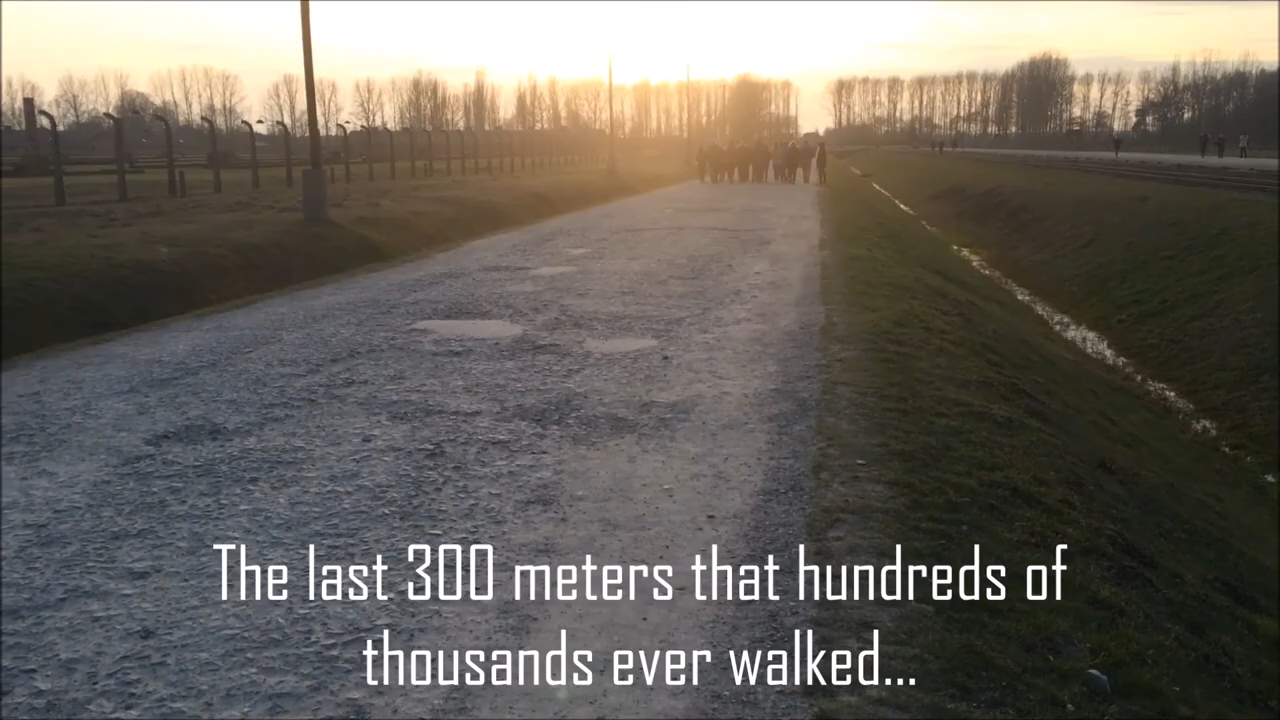 The last 300 meters that hundreds of
thousands ever walked...